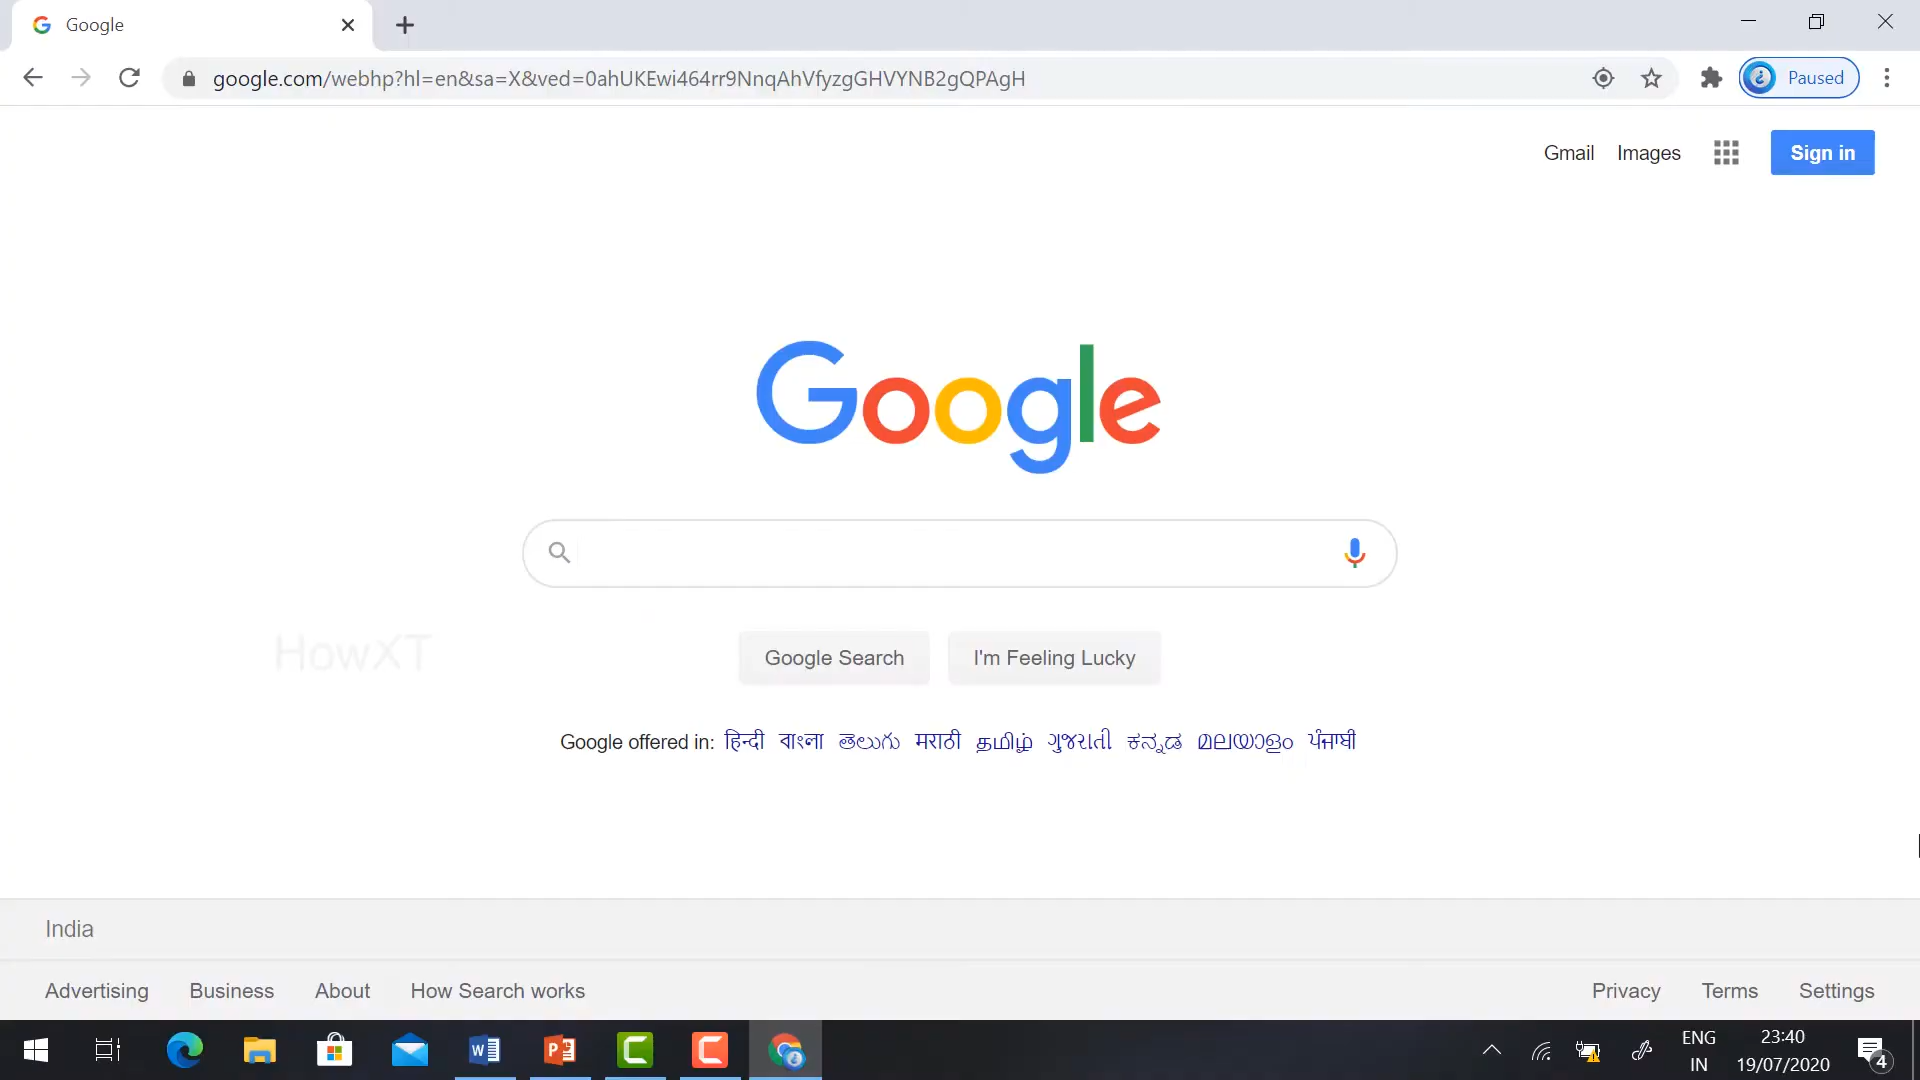 Google
google.com/webhp?hl=en&sa=X&ved=0ahUKEwi464rr9NnqAhVfyzgGHVYNB2gQPAgH
Paused
Gmail Images Sign in
Google
HowXT
Google Search I'm Feeling Lucky
Google offered in: हिन्दी বাংলা తెలుగు मराठी தமிழ் ગુજરાતી ಕನ್ನಡ മലയാളം ਪੰਜਾਬੀ
India
Advertising Business About How Search works Privacy Terms Settings
ENG 23:40
IN 19/07/2020 4